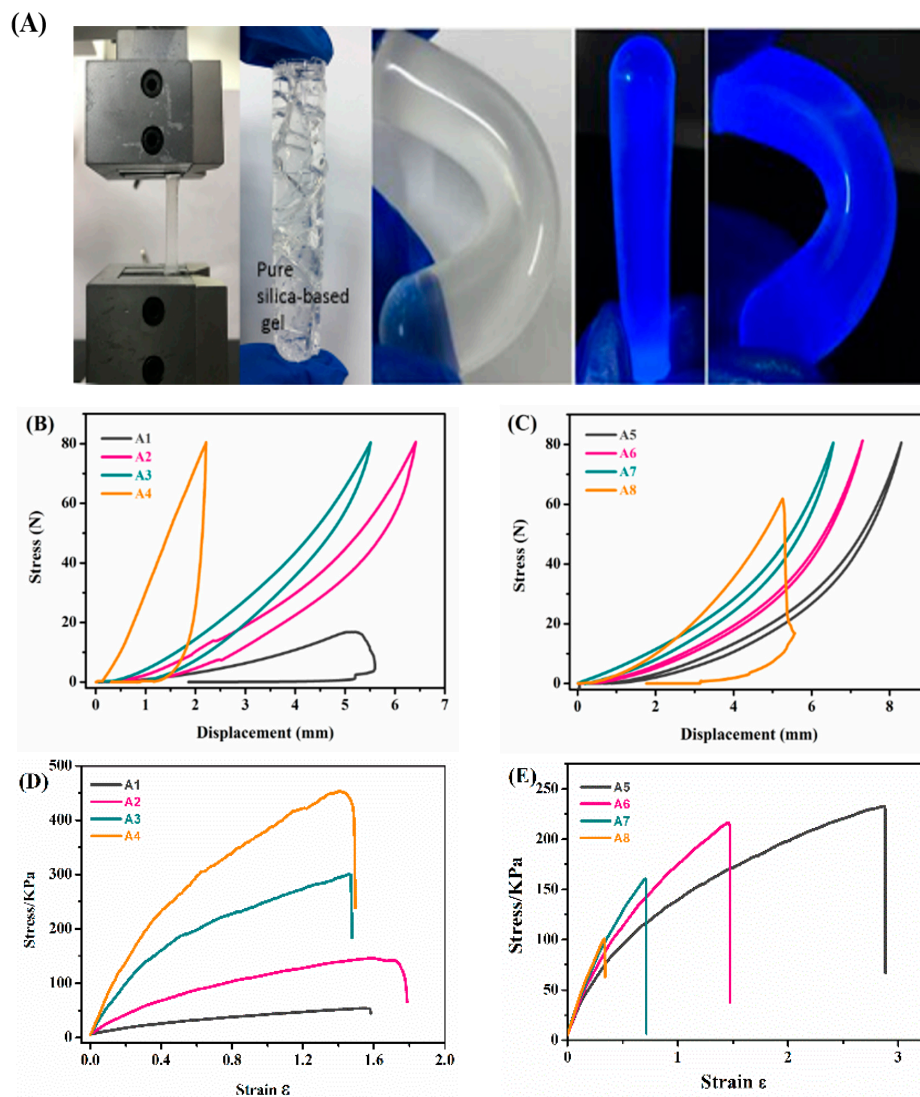 (A)
Pure
silica-based
gel
(B)
A1
A2
A3
A4
80
60
40
20
0
Stress (N)
0 1 2 3 4 5 6 7
Displacement (mm)
(C)
A5
A6
A7
A8
80
60
40
20
0
Stress (N)
0 2 4 6 8
Displacement (mm)
(D)
A1
A2
A3
A4
500
400
300
200
100
0
Stress/KPa
0.0 0.4 0.8 1.2 1.6 2.0
Strain ε
(E)
A5
A6
A7
A8
225
200
150
100
50
0
Stress/KPa
0 1 2 3
Strain ε